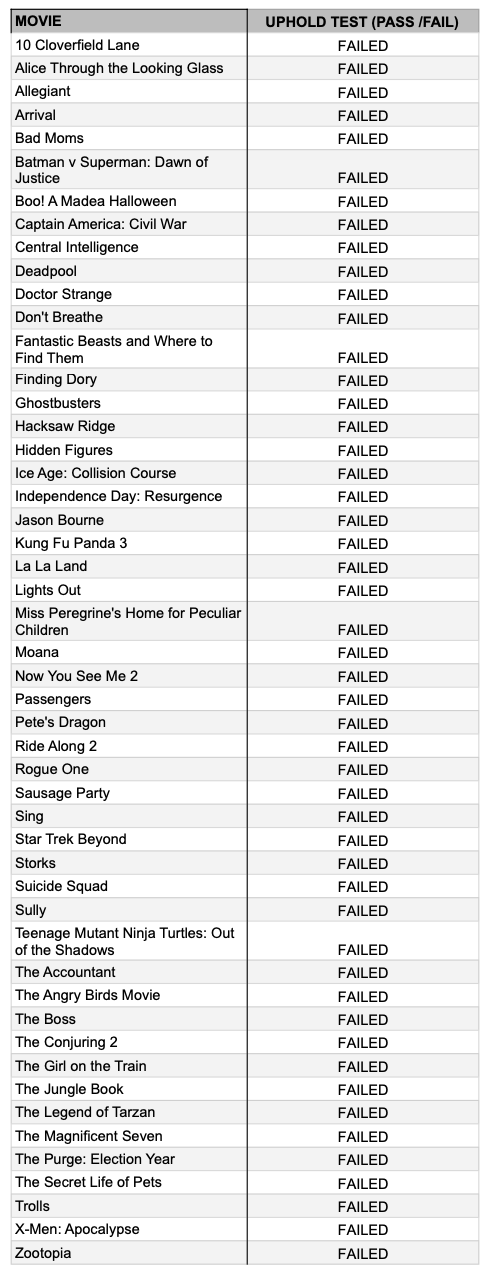 MOVIE UPHOLD TEST (PASS /FAIL)
10 Cloverfield Lane FAILED
Alice Through the Looking Glass FAILED
Allegiant FAILED
Arrival FAILED
Bad Moms FAILED
Batman v Superman: Dawn of
Justice FAILED
Boo! A Madea Halloween FAILED
Captain America: Civil War FAILED
Central Intelligence FAILED
Deadpool FAILED
Doctor Strange FAILED
Don't Breathe FAILED
Fantastic Beasts and Where to
Find Them FAILED
Finding Dory FAILED
Ghostbusters FAILED
Hacksaw Ridge FAILED
Hidden Figures FAILED
Ice Age: Collision Course FAILED
Independence Day: Resurgence FAILED
Jason Bourne FAILED
Kung Fu Panda 3 FAILED
La La Land FAILED
Lights Out FAILED
Miss Peregrine's Home for Peculiar
Children FAILED
Moana FAILED
Now You See Me 2 FAILED
Passengers FAILED
Pete's Dragon FAILED
Ride Along 2 FAILED
Rogue One FAILED
Sausage Party FAILED
Sing FAILED
Star Trek Beyond FAILED
Storks FAILED
Suicide Squad FAILED
Sully FAILED
Teenage Mutant Ninja Turtles: Out
of the Shadows FAILED
The Accountant FAILED
The Angry Birds Movie FAILED
The Boss FAILED
The Conjuring 2 FAILED
The Girl on the Train FAILED
The Jungle Book FAILED
The Legend of Tarzan FAILED
The Magnificent Seven FAILED
The Purge: Election Year FAILED
The Secret Life of Pets FAILED
Trolls FAILED
X-Men: Apocalypse FAILED
Zootopia FAILED